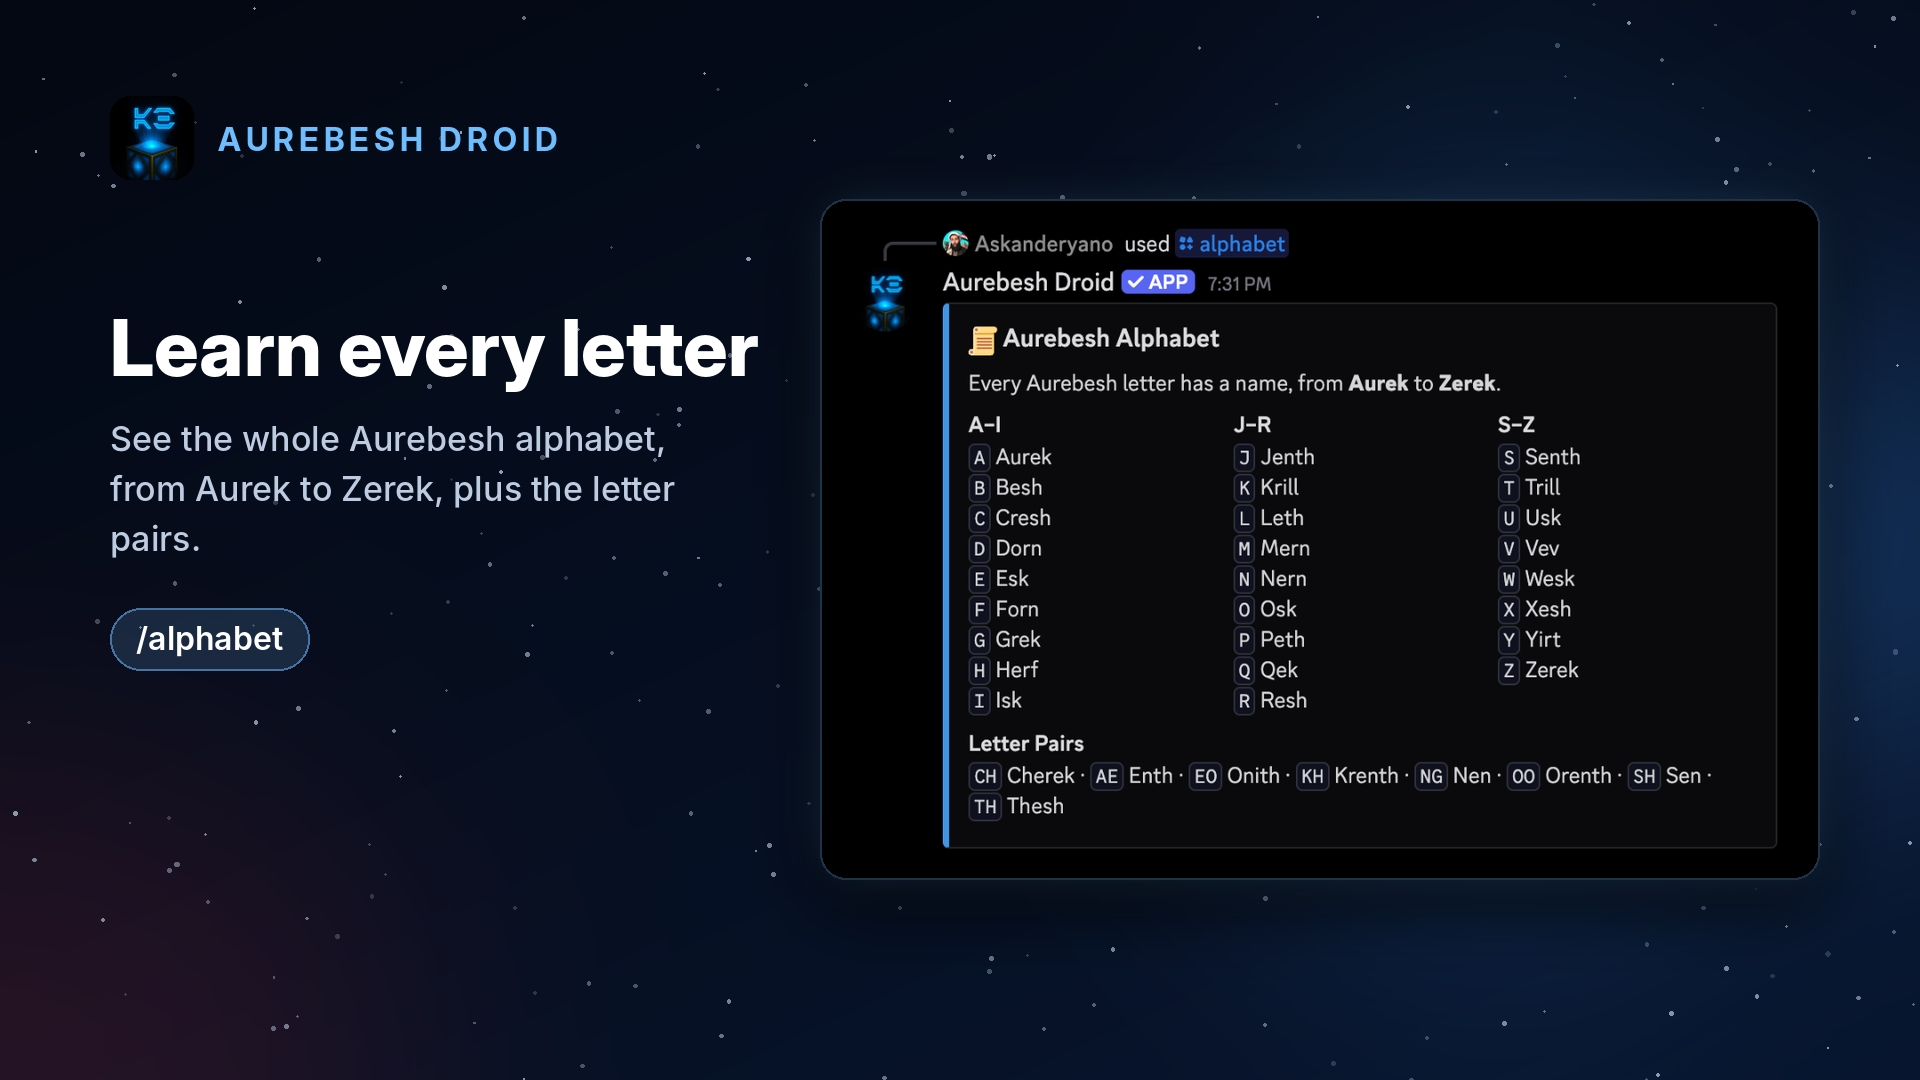 AUREBESH DROID
Learn every letter
See the whole Aurebesh alphabet,
from Aurek to Zerek, plus the letter
pairs.
/alphabet
Askanderyano used alphabet
Aurebesh Droid APP 7:31 PM
Aurebesh Alphabet
Every Aurebesh letter has a name, from Aurek to Zerek.
A–I
A Aurek
B Besh
C Cresh
D Dorn
E Esk
F Forn
G Grek
H Herf
I Isk
J–R
J Jenth
K Krill
L Leth
M Mern
N Nern
O Osk
P Peth
Q Qek
R Resh
S–Z
S Senth
T Trill
U Usk
V Vev
W Wesk
X Xesh
Y Yirt
Z Zerek
Letter Pairs
CH Cherek · AE Enth · EO Onith · KH Krenth · NG Nen · OO Orenth · SH Sen ·
TH Thesh